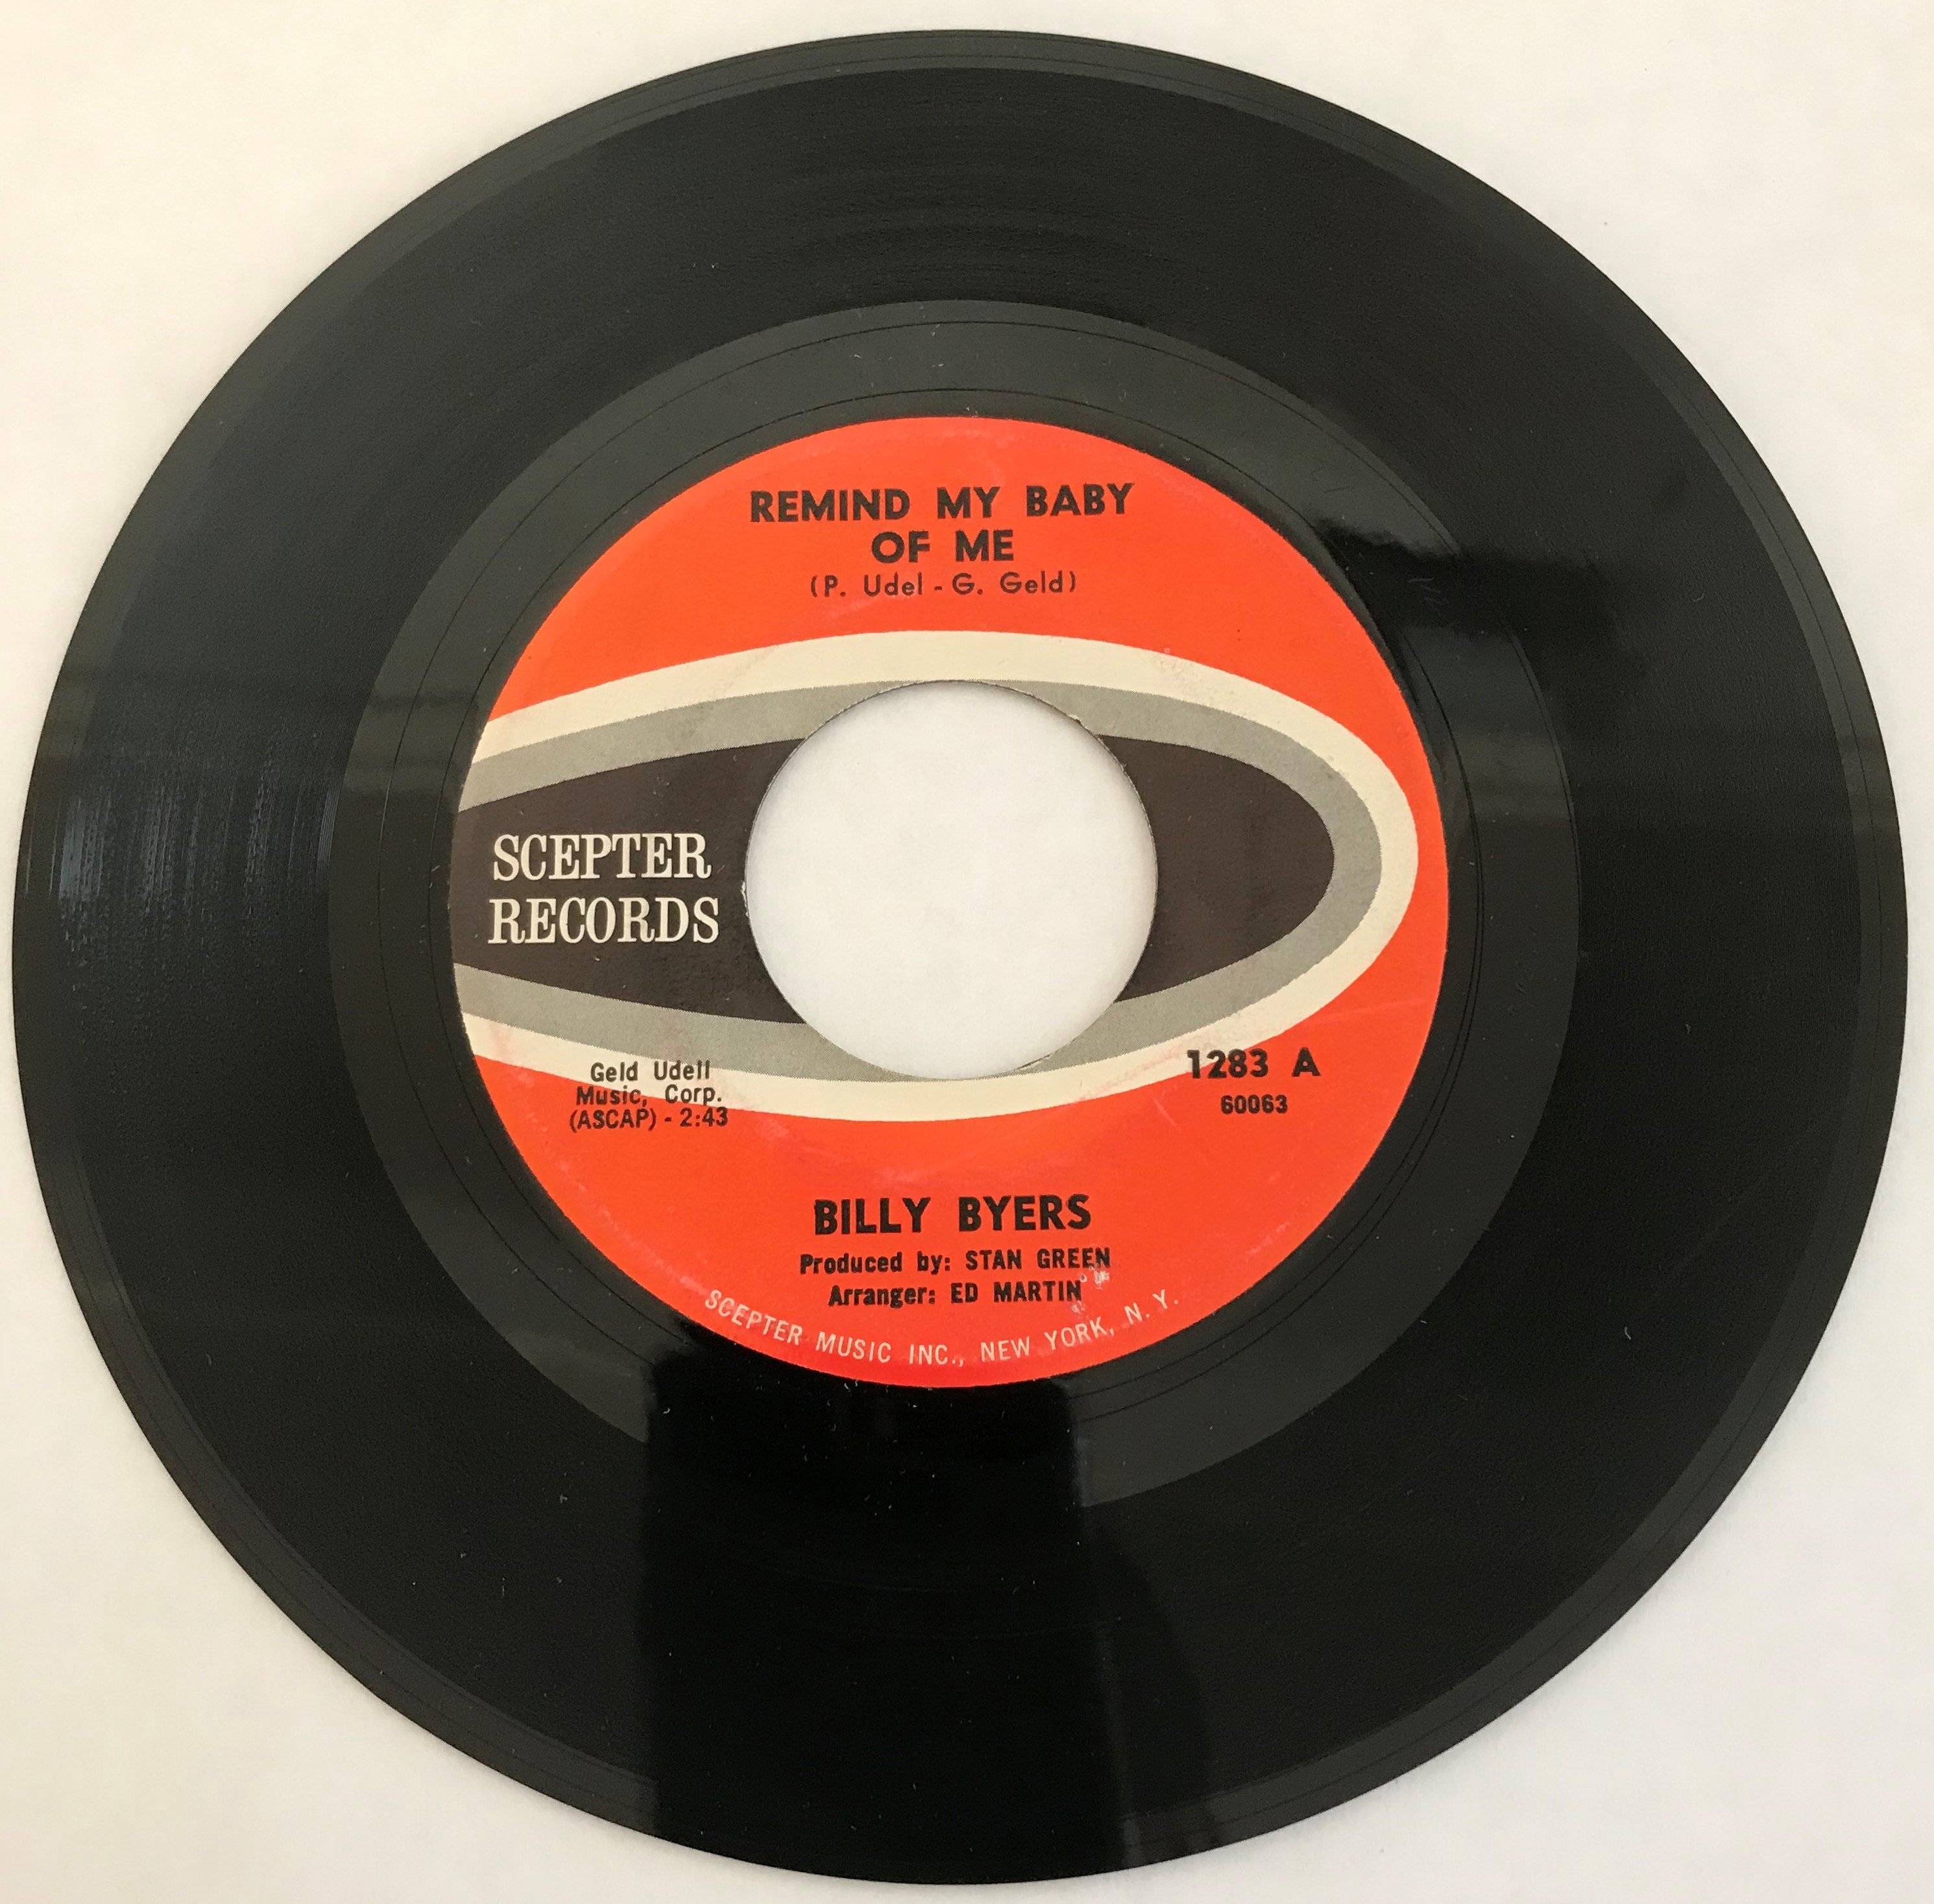 REMIND MY BABY
OF ME
(P. Udel - G. Geld)
SCEPTER
RECORDS
Geld Udell
Music, Corp.
(ASCAP) - 2:43
1283 A
60063
BILLY BYERS
Produced by: STAN GREEN
Arranger: ED MARTIN
SCEPTER MUSIC INC., NEW YORK, N. Y.